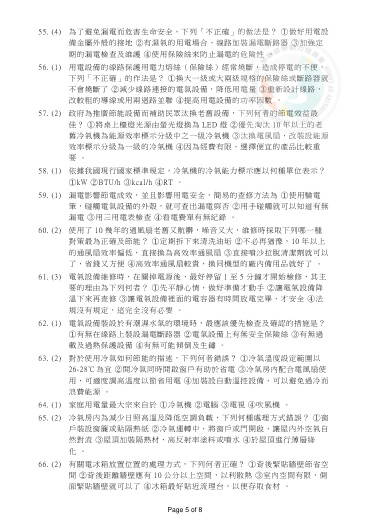 55. (4) 為了避免漏電而危害生命安全，下列「不正確」的做法是？ ①做好用電設
備金屬外殼的接地 ②有濕氣的用電場合，線路加裝漏電斷路器 ③加強定
期的漏電檢查及維護 ④使用保險絲來防止漏電的危險性 。
56. (1) 用電設備的線路保護用電力熔絲（保險絲）經常燒斷，造成停電的不便，
下列「不正確」的作法是？ ①換大一級或大兩級規格的保險絲或斷路器就
不會燒斷了 ②減少線路連接的電氣設備，降低用電量 ③重新設計線路，
改較粗的導線或用兩迴路並聯 ④提高用電設備的功率因數 。
57. (2) 政府為推廣節能設備而補助民眾汰換老舊設備，下列何者的節電效益最
佳？ ①將桌上檯燈光源由螢光燈換為 LED 燈 ②優先淘汰 10 年以上的老
舊冷氣機為能源效率標示分級中之一級冷氣機 ③汰換電風扇，改裝設能源
效率標示分級為一級的冷氣機 ④因為經費有限，選擇便宜的產品比較重
要 。
58. (1) 依據我國現行國家標準規定，冷氣機的冷氣能力標示應以何種單位表示？
①kW ②BTU/h ③kcal/h ④RT 。
59. (1) 漏電影響節電成效，並且影響用電安全，簡易的查修方法為 ①使用驗電
筆，碰觸電氣設備的外殼，就可查出漏電與否 ②用手碰觸就可以知道有無
漏電 ③用三用電表檢查 ④看電費單有無紀錄 。
60. (2) 使用了 10 幾年的通風扇老舊又骯髒，噪音又大，維修時採取下列哪一種
對策最為正確及節能？ ①定期拆下來清洗油垢 ②不必再猶豫，10 年以上
的通風扇效率偏低，直接換為高效率通風扇 ③直接噴沙拉脫清潔劑就可以
了，省錢又方便 ④高效率通風扇較貴，換同機型的廠內備用品就好了 。
61. (3) 電氣設備維修時，在關掉電源後，最好停留 1 至 5 分鐘才開始檢修，其主
要的理由為下列何者？ ①先平靜心情，做好準備才動手 ②讓電氣設備降
溫下來再查修 ③讓電氣設備裡面的電容器有時間放電完畢，才安全 ④法
規沒有規定，這完全沒有必要 。
62. (1) 電氣設備裝設於有潮濕水氣的環境時，最應該優先檢查及確認的措施是？
①有無在線路上裝設漏電斷路器 ②電氣設備上有無安全保險絲 ③有無過
載及過熱保護設備 ④有無可能傾倒及生鏽 。
63. (2) 對於使用冷氣如何節能的描述，下列何者錯誤？ ①冷氣溫度設定範圍以
26-28℃為宜 ②開冷氣同時開啟窗戶有助於省電 ③冷氣房內配合電風扇使
用，可適度調高溫度以節省用電 ④加裝設自動溫控設備，可以避免過冷而
浪費能源 。
64. (1) 家庭用電量最大宗來自於 ①冷氣機 ②電腦 ③電視 ④吹風機 。
65. (2) 冷氣房內為減少日照高溫及降低空調負載，下列何種處理方式錯誤？ ①窗
戶裝設窗簾或貼隔熱紙 ②冷氣運轉中，將窗戶或門開啟，讓屋內外空氣自
然對流 ③屋頂加裝隔熱材、高反射率塗料或噴水 ④於屋頂進行薄層綠
化 。
66. (2) 有關電冰箱放置位置的處理方式，下列何者正確？ ①背後緊貼牆壁節省空
間 ②背後距離牆壁應有 10 公分以上空間，以利散熱 ③室內空間有限，側
面緊貼牆壁就可以了 ④冰箱最好貼近流理台，以便存取食材 。
Page 5 of 8